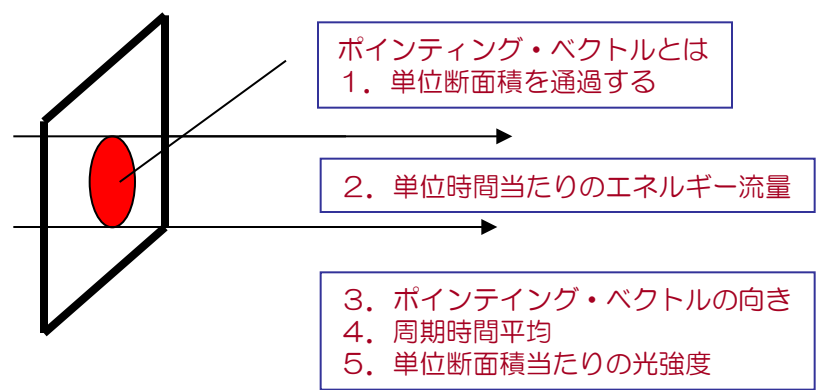 ポインティング・ベクトルとは
１．単位断面積を通過する
２．単位時間当たりのエネルギー流量
３．ポインテイング・ベクトルの向き
４．周期時間平均
５．単位断面積当たりの光強度